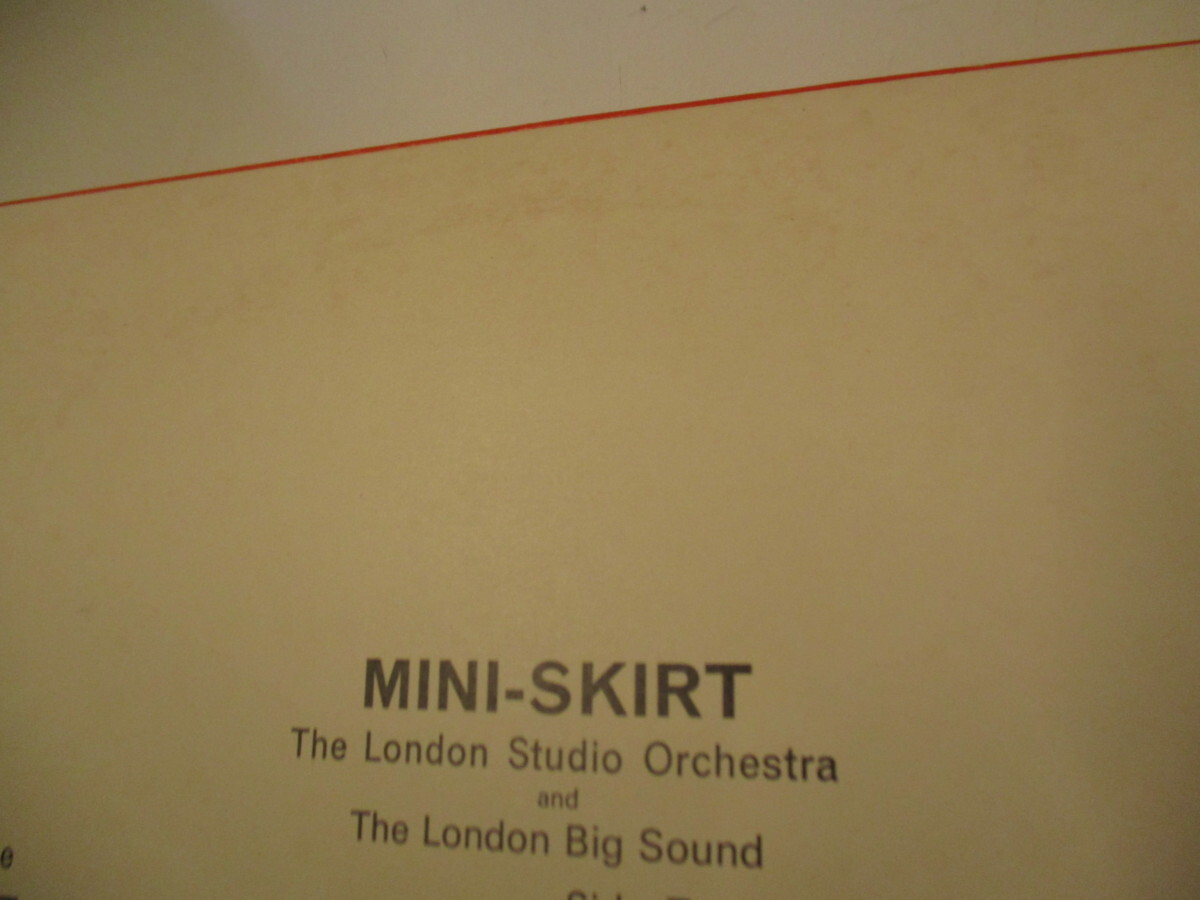 MINI-SKIRT
The London Studio Orchestra
and
The London Big Sound